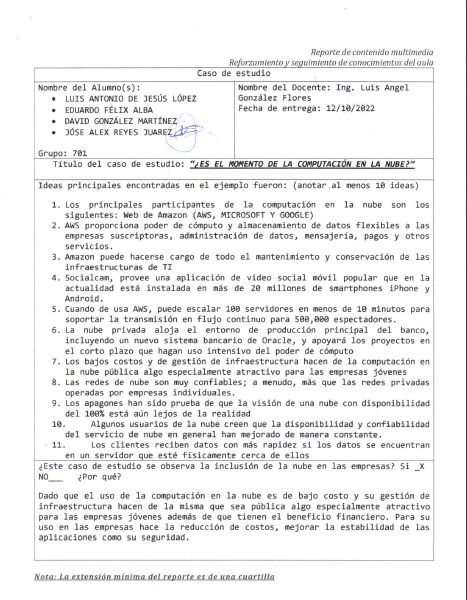 Reporte de contenido multimedia
Reforzamiento y seguimiento de conocimientos del aula
Caso de estudio
Nombre del Alumno(s):
• LUIS ANTONIO DE JESÚS LÓPEZ
• EDUARDO FÉLIX ALBA
• DAVID GONZÁLEZ MARTÍNEZ
• JÓSE ALEX REYES JUAREZ
Grupo: 701
Nombre del Docente: Ing. Luis Angel
González Flores
Fecha de entrega: 12/10/2022
Título del caso de estudio: "¿ES EL MOMENTO DE LA COMPUTACIÓN EN LA NUBE?"
Ideas principales encontradas en el ejemplo fueron: (anotar al menos 10 ideas)
1. Los principales participantes de la computación en la nube son los
siguientes: Web de Amazon (AWS, MICROSOFT Y GOOGLE)
2. AWS proporciona poder de cómputo y almacenamiento de datos flexibles a las
empresas suscriptoras, administración de datos, mensajería, pagos y otros
servicios.
3. Amazon puede hacerse cargo de todo el mantenimiento y conservación de las
infraestructuras de TI
4. Socialcam, provee una aplicación de video social móvil popular que en la
actualidad está instalada en más de 20 millones de smartphones iPhone y
Android.
5. Cuando de usa AWS, puede escalar 100 servidores en menos de 10 minutos para
soportar la transmisión en flujo continuo para 500,000 espectadores.
6. La nube privada aloja el entorno de producción principal del banco,
incluyendo un nuevo sistema bancario de Oracle, y apoyará los proyectos en
el corto plazo que hagan uso intensivo del poder de cómputo
7. Los bajos costos y de gestión de infraestructura hacen de la computación en
la nube pública algo especialmente atractivo para las empresas jóvenes
8. Las redes de nube son muy confiables; a menudo, más que las redes privadas
operadas por empresas individuales.
9. Los apagones han sido prueba de que la visión de una nube con disponibilidad
del 100% está aún lejos de la realidad
10. Algunos usuarios de la nube creen que la disponibilidad y confiabilidad
del servicio de nube en general han mejorado de manera constante.
11. Los clientes reciben datos con más rapidez si los datos se encuentran
en un servidor que esté físicamente cerca de ellos
¿Este caso de estudio se observa la inclusión de la nube en las empresas? Si _X
NO___ ¿Por qué?
Dado que el uso de la computación en la nube es de bajo costo y su gestión de
infraestructura hacen de la misma que sea pública algo especialmente atractivo
para las empresas jóvenes además de que tienen el beneficio financiero. Para su
uso en las empresas hace la reducción de costos, mejorar la estabilidad de las
aplicaciones como su seguridad.
Nota: La extensión mínima del reporte es de una cuartilla